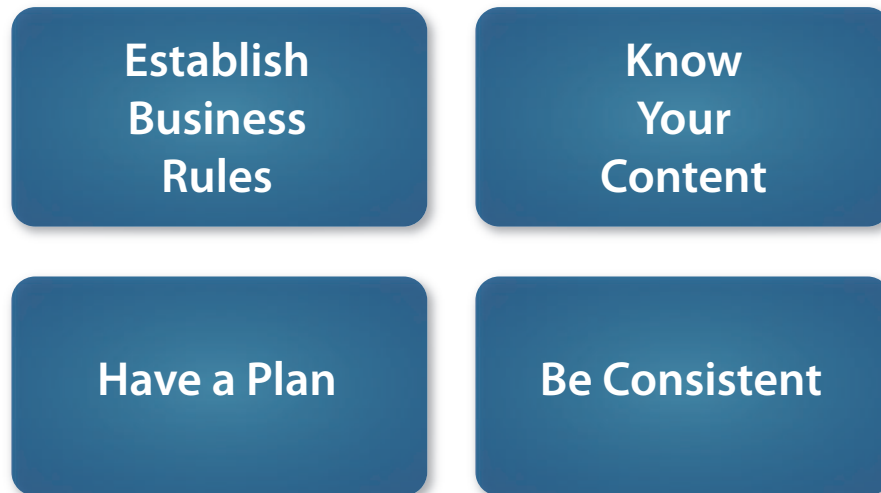 Establish
Business
Rules
Know
Your
Content
Have a Plan
Be Consistent